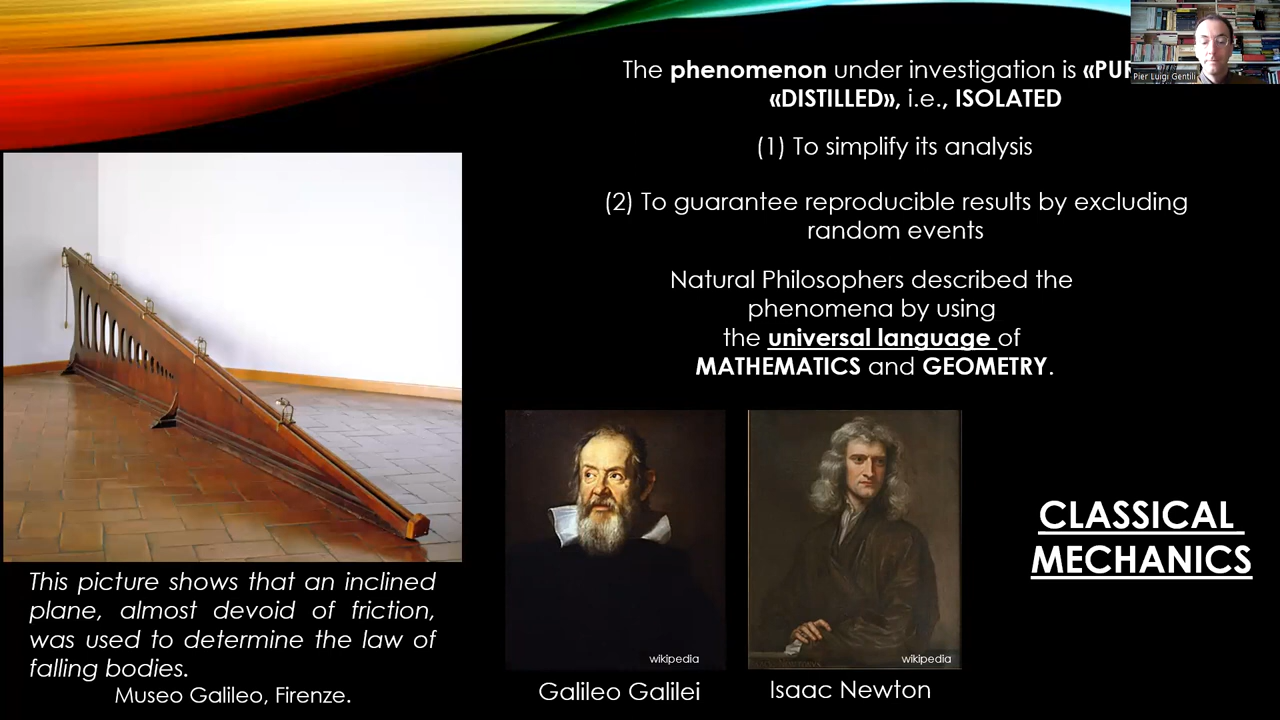 The phenomenon under investigation is
«DISTILLED», i.e., ISOLATED
Pier Luigi Gentili
(1) To simplify its analysis
(2) To guarantee reproducible results by excluding
random events
Natural Philosophers described the
phenomena by using
the universal language of
MATHEMATICS and GEOMETRY.
CLASSICAL
MECHANICS
This picture shows that an inclined
plane, almost devoid of friction,
was used to determine the law of
falling bodies.
Museo Galileo, Firenze.
wikipedia
wikipedia
Galileo Galilei
Isaac Newton